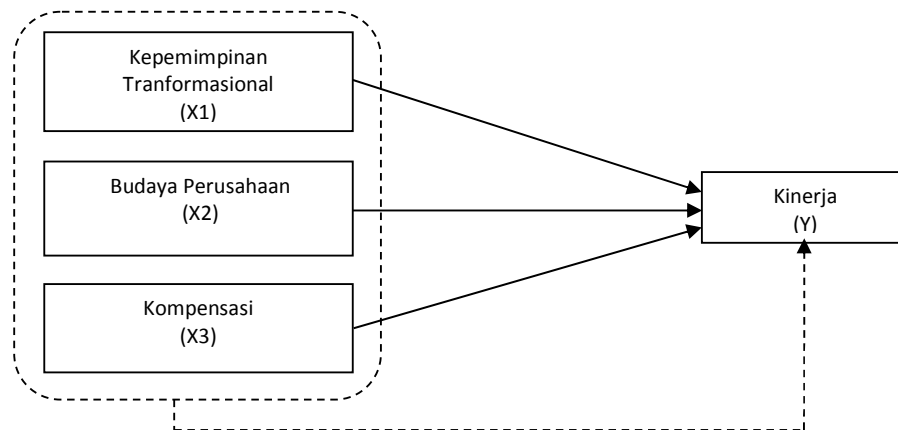 Kepemimpinan
Tranformasional
(X1)
Budaya Perusahaan
(X2)
Kompensasi
(X3)
Kinerja
(Y)